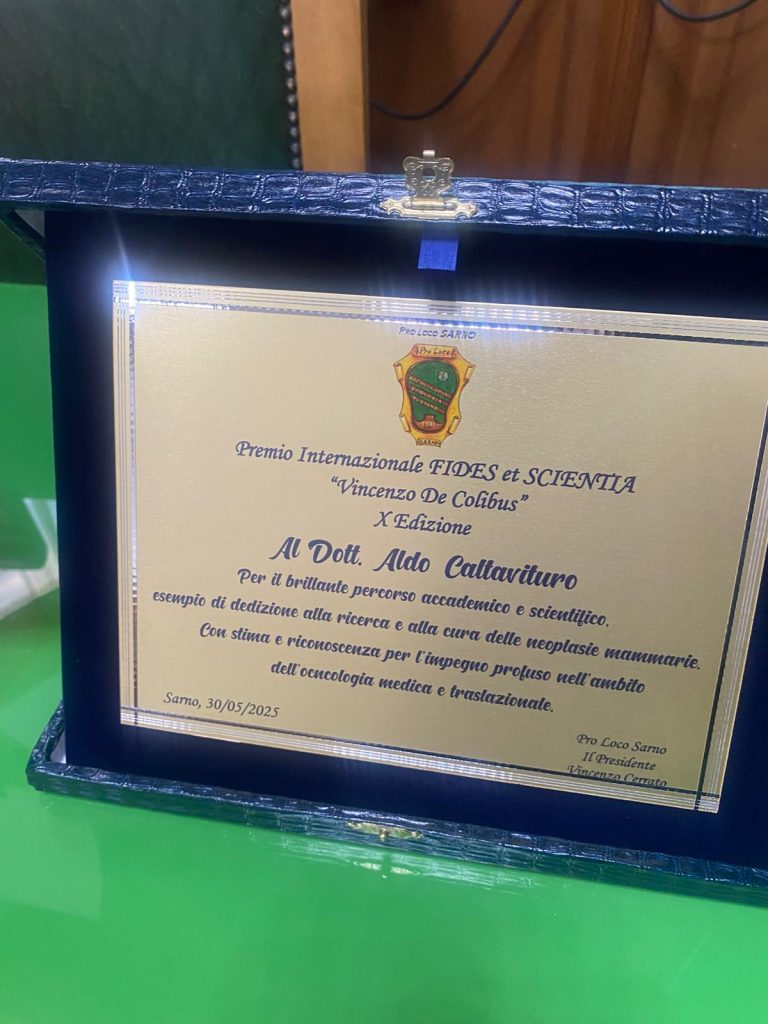 PRO LOCO SARNO
Pro Loco
1970
SARNO
Premio Internazionale FIDES et SCIENTIA
"Vincenzo De Colibus"
X Edizione
Al Dott. Aldo Caltavituro
Per il brillante percorso accademico e scientifico,
esempio di dedizione alla ricerca e alla cura delle neoplasie mammarie.
Con stima e riconoscenza per l'impegno profuso nell'ambito
dell'ocncologia medica e traslazionale.
Sarno, 30/05/2025
Pro Loco Sarno
Il Presidente
Vincenzo Cerrato